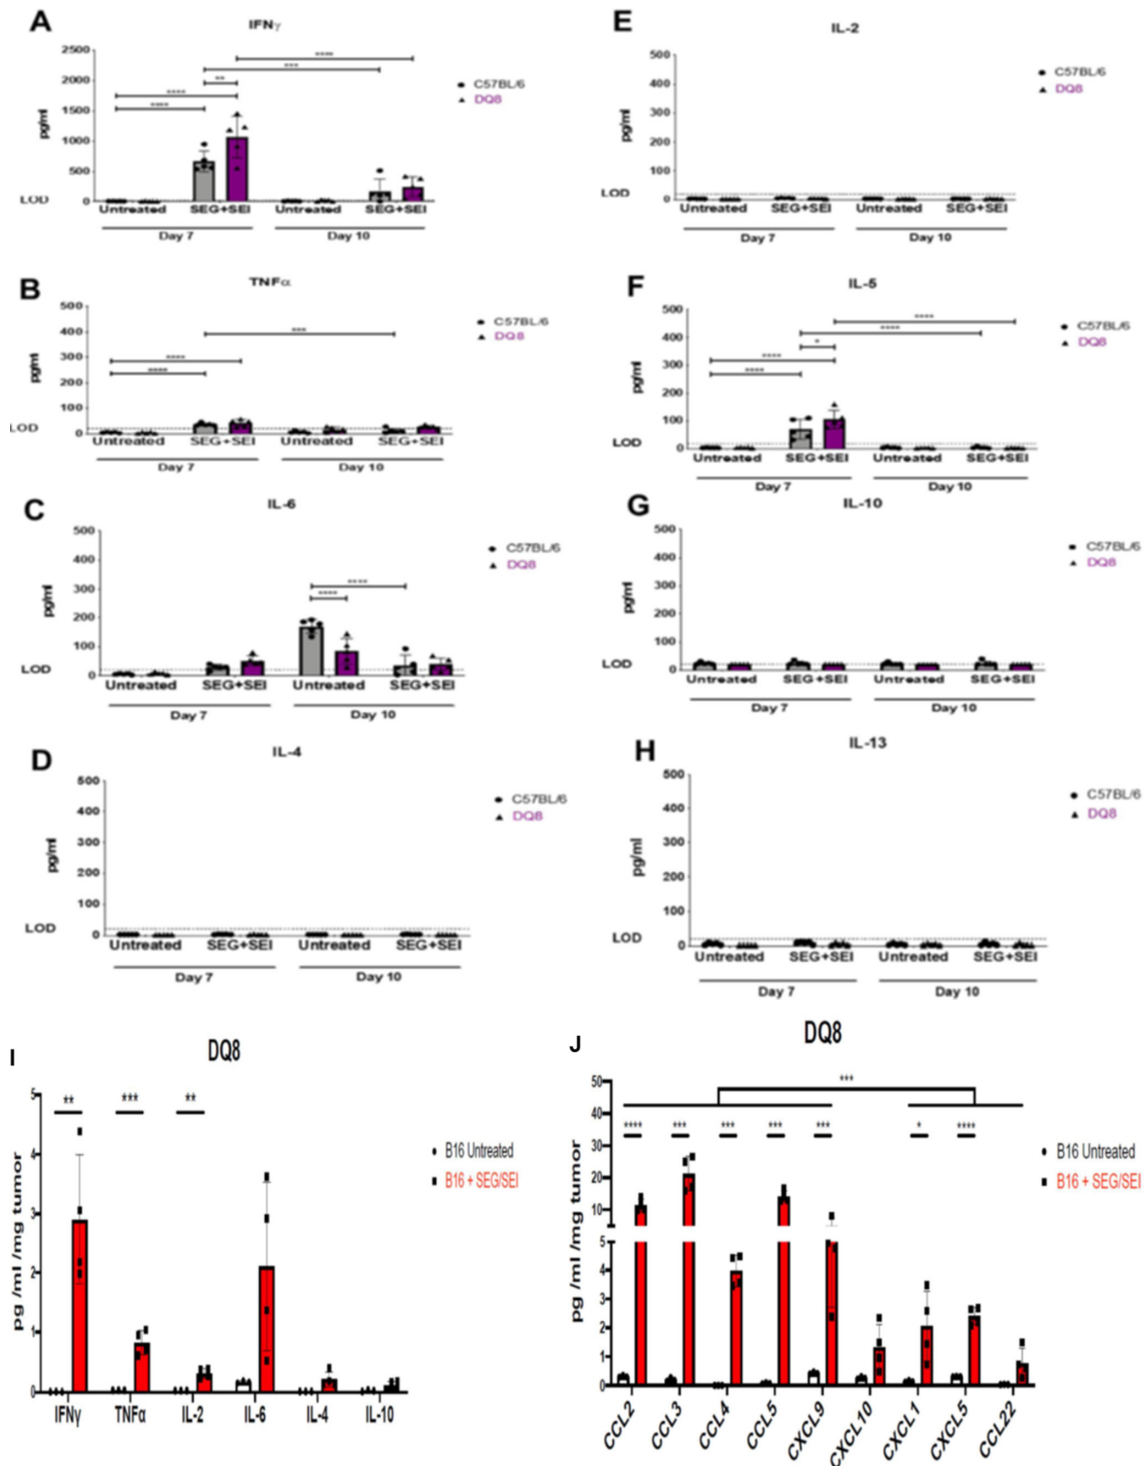 A
IFNγ
2500
2000
1500
1000
500
0
pg/ml
LOD
**** 
***
**
****
****
C57BL/6
DQ8
Untreated
SEG+SEI
Untreated
SEG+SEI
Day 7
Day 10
E
IL-2
500
400
300
200
100
0
pg/ml
LOD
C57BL/6
DQ8
Untreated
SEG+SEI
Untreated
SEG+SEI
Day 7
Day 10
B
TNFα
500
400
300
200
100
0
pg/ml
LOD
***
****
****
C57BL/6
DQ8
Untreated
SEG+SEI
Untreated
SEG+SEI
Day 7
Day 10
F
IL-5
500
400
300
200
100
0
pg/ml
LOD
****
****
*
****
****
C57BL/6
DQ8
Untreated
SEG+SEI
Untreated
SEG+SEI
Day 7
Day 10
C
IL-6
500
400
300
200
100
0
pg/ml
LOD
****
****
C57BL/6
DQ8
Untreated
SEG+SEI
Untreated
SEG+SEI
Day 7
Day 10
G
IL-10
500
400
300
200
100
0
pg/ml
LOD
C57BL/6
DQ8
Untreated
SEG+SEI
Untreated
SEG+SEI
Day 7
Day 10
D
IL-4
500
400
300
200
100
0
pg/ml
LOD
C57BL/6
DQ8
Untreated
SEG+SEI
Untreated
SEG+SEI
Day 7
Day 10
H
IL-13
500
400
300
200
100
0
pg/ml
LOD
C57BL/6
DQ8
Untreated
SEG+SEI
Untreated
SEG+SEI
Day 7
Day 10
I
DQ8
5
4
3
2
1
0
pg /ml /mg tumor
**
***
**
B16 Untreated
B16 + SEG/SEI
IFNγ
TNFα
IL-2
IL-6
IL-4
IL-10
J
DQ8
50
40
30
20
10
5
4
3
2
1
0
pg /ml /mg tumor
***
****
***
***
***
***
*
****
B16 Untreated
B16 + SEG/SEI
CCL2
CCL3
CCL4
CCL5
CXCL9
CXCL10
CXCL1
CXCL5
CCL22